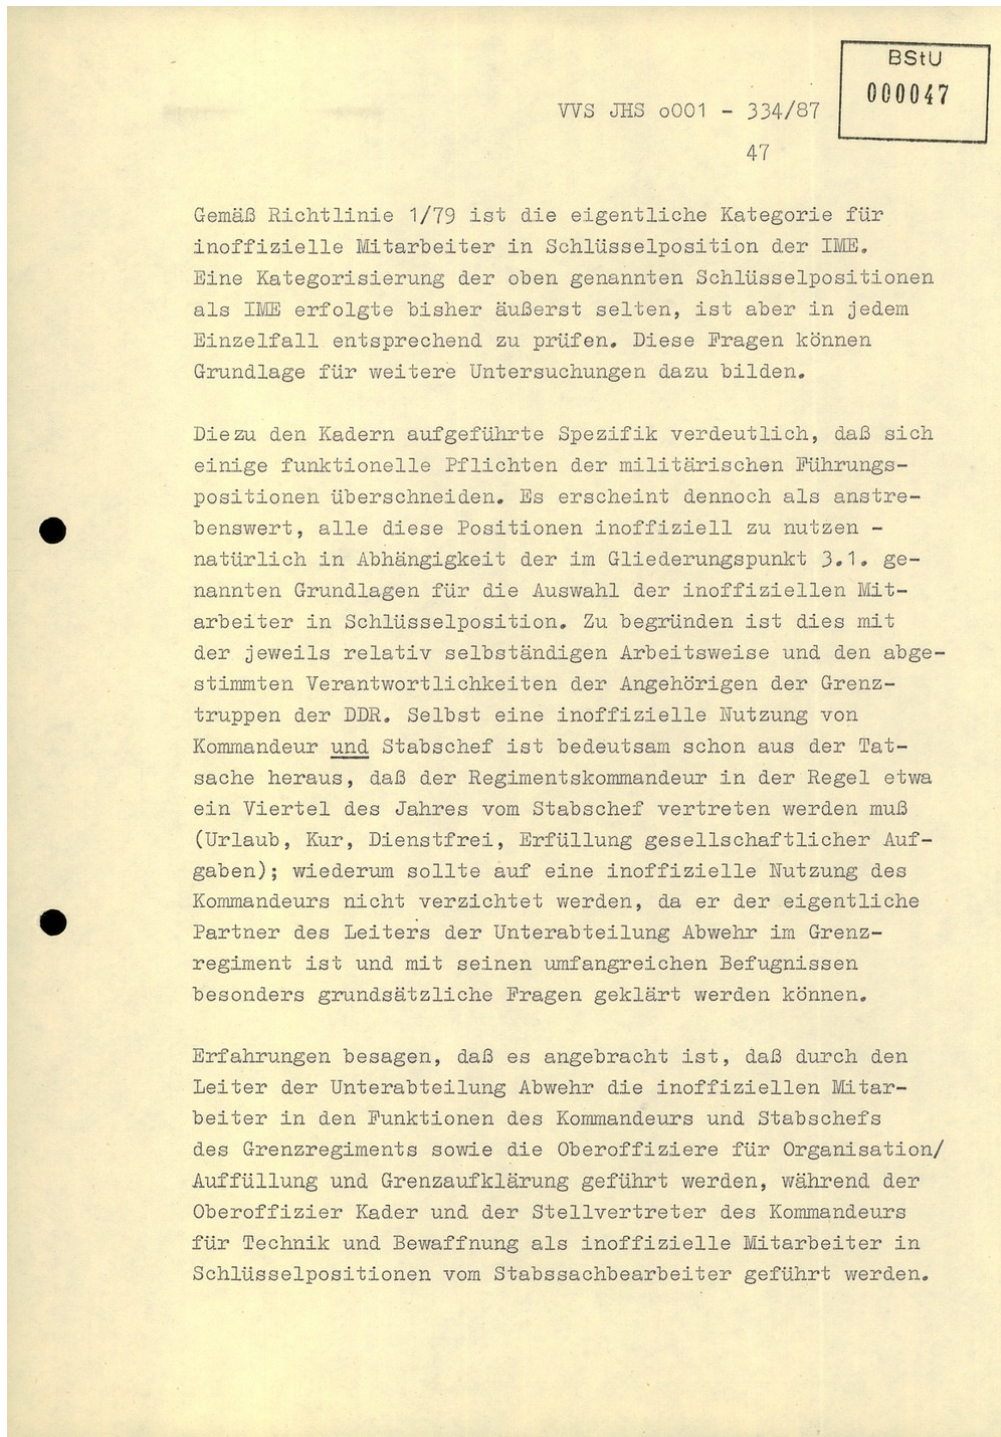 BStU
000047
VVS JHS o001 - 334/87
47
Gemäß Richtlinie 1/79 ist die eigentliche Kategorie für
inoffizielle Mitarbeiter in Schlüsselposition der IME.
Eine Kategorisierung der oben genannten Schlüsselpositionen
als IME erfolgte bisher äußerst selten, ist aber in jedem
Einzelfall entsprechend zu prüfen. Diese Fragen können
Grundlage für weitere Untersuchungen dazu bilden.
Die zu den Kadern aufgeführte Spezifik verdeutlich, daß sich
einige funktionelle Pflichten der militärischen Führungs-
positionen überschneiden. Es erscheint dennoch als anstre-
benswert, alle diese Positionen inoffiziell zu nutzen -
natürlich in Abhängigkeit der im Gliederungspunkt 3.1. ge-
nannten Grundlagen für die Auswahl der inoffiziellen Mit-
arbeiter in Schlüsselposition. Zu begründen ist dies mit
der jeweils relativ selbständigen Arbeitsweise und den abge-
stimmten Verantwortlichkeiten der Angehörigen der Grenz-
truppen der DDR. Selbst eine inoffizielle Nutzung von
Kommandeur und Stabschef ist bedeutsam schon aus der Tat-
sache heraus, daß der Regimentskommandeur in der Regel etwa
ein Viertel des Jahres vom Stabschef vertreten werden muß
(Urlaub, Kur, Dienstfrei, Erfüllung gesellschaftlicher Auf-
gaben); wiederum sollte auf eine inoffizielle Nutzung des
Kommandeurs nicht verzichtet werden, da er der eigentliche
Partner des Leiters der Unterabteilung Abwehr im Grenz-
regiment ist und mit seinen umfangreichen Befugnissen
besonders grundsätzliche Fragen geklärt werden können.
Erfahrungen besagen, daß es angebracht ist, daß durch den
Leiter der Unterabteilung Abwehr die inoffiziellen Mitar-
beiter in den Funktionen des Kommandeurs und Stabschefs
des Grenzregiments sowie die Oberoffiziere für Organisation/
Auffüllung und Grenzaufklärung geführt werden, während der
Oberoffizier Kader und der Stellvertreter des Kommandeurs
für Technik und Bewaffnung als inoffizielle Mitarbeiter in
Schlüsselpositionen vom Stabssachbearbeiter geführt werden.